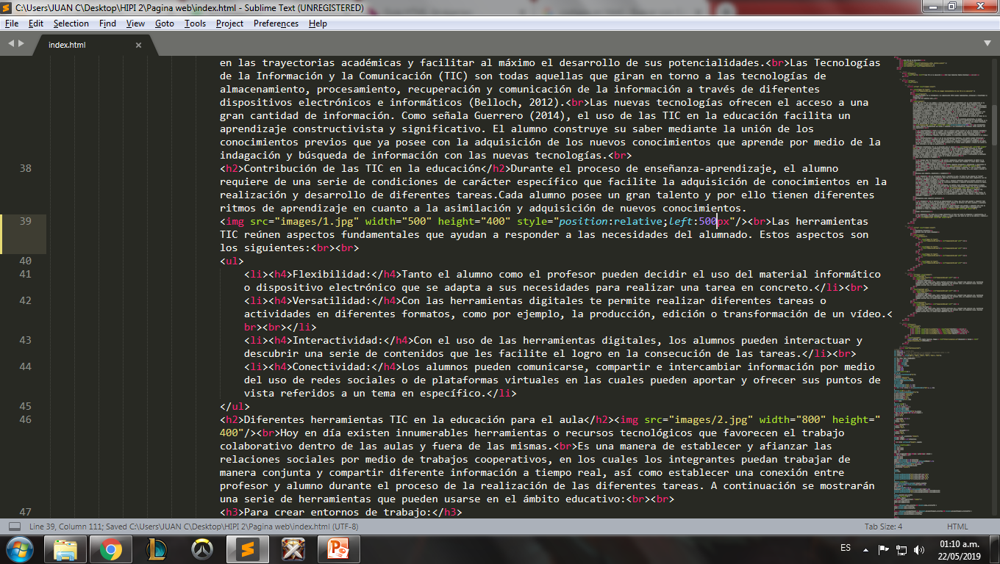 C:\Users\JUAN C\Desktop\HIPI 2\Pagina web\index.html - Sublime Text (UNREGISTERED)
File Edit Selection Find View Goto Tools Project Preferences Help
index.html
en las trayectorias académicas y facilitar al máximo el desarrollo de sus potencialidades.<br>Las Tecnologías
de la Información y la Comunicación (TIC) son todas aquellas que giran en torno a las tecnologías de
almacenamiento, procesamiento, recuperación y comunicación de la información a través de diferentes
dispositivos electrónicos e informáticos (Belloch, 2012).<br>Las nuevas tecnologías ofrecen el acceso a una
gran cantidad de información. Como señala Guerrero (2014), el uso de las TIC en la educación facilita un
aprendizaje constructivista y significativo. El alumno construye su saber mediante la unión de los
conocimientos previos que ya posee con la adquisición de los nuevos conocimientos que aprende por medio de la
indagación y búsqueda de información con las nuevas tecnologías.<br>
38 <h2>Contribución de las TIC en la educación</h2>Durante el proceso de enseñanza-aprendizaje, el alumno
requiere de una serie de condiciones de carácter específico que facilite la adquisición de conocimientos en la
realización y desarrollo de diferentes tareas.Cada alumno posee un gran talento y por ello tienen diferentes
ritmos de aprendizaje en cuanto a la asimilación y adquisición de nuevos conocimientos.
39 <img src="images/1.jpg" width="500" height="400" style="position:relative;left:500px"/><br>Las herramientas
TIC reúnen aspectos fundamentales que ayudan a responder a las necesidades del alumnado. Estos aspectos son
los siguientes:<br><br>
40 <ul>
41 <li><h4>Flexibilidad:</h4>Tanto el alumno como el profesor pueden decidir el uso del material informático
o dispositivo electrónico que se adapta a sus necesidades para realizar una tarea en concreto.</li><br>
42 <li><h4>Versatilidad:</h4>Con las herramientas digitales te permite realizar diferentes tareas o
actividades en diferentes formatos, como por ejemplo, la producción, edición o transformación de un vídeo.<
br><br></li>
43 <li><h4>Interactividad:</h4>Con el uso de las herramientas digitales, los alumnos pueden interactuar y
descubrir una serie de contenidos que les facilite el logro en la consecución de las tareas.</li><br>
44 <li><h4>Conectividad:</h4>Los alumnos pueden comunicarse, compartir e intercambiar información por medio
del uso de redes sociales o de plataformas virtuales en las cuales pueden aportar y ofrecer sus puntos de
vista referidos a un tema en específico.</li>
45 </ul>
46 <h2>Diferentes herramientas TIC en la educación para el aula</h2><img src="images/2.jpg" width="800" height="
400"/><br>Hoy en día existen innumerables herramientas o recursos tecnológicos que favorecen el trabajo
colaborativo dentro de las aulas y fuera de las mismas.<br>Es una manera de establecer y afianzar las
relaciones sociales por medio de trabajos cooperativos, en los cuales los integrantes puedan trabajar de
manera conjunta y compartir diferente información a tiempo real, así como establecer una conexión entre
profesor y alumno durante el proceso de la realización de las diferentes tareas. A continuación se mostrarán
una serie de herramientas que pueden usarse en el ámbito educativo:<br><br>
47 <h3>Para crear entornos de trabajo:</h3>
Line 39, Column 111; Saved C:\Users\JUAN C\Desktop\HIPI 2\Pagina web\index.html (UTF-8) Tab Size: 4 HTML
ES 01:10 a.m.
22/05/2019